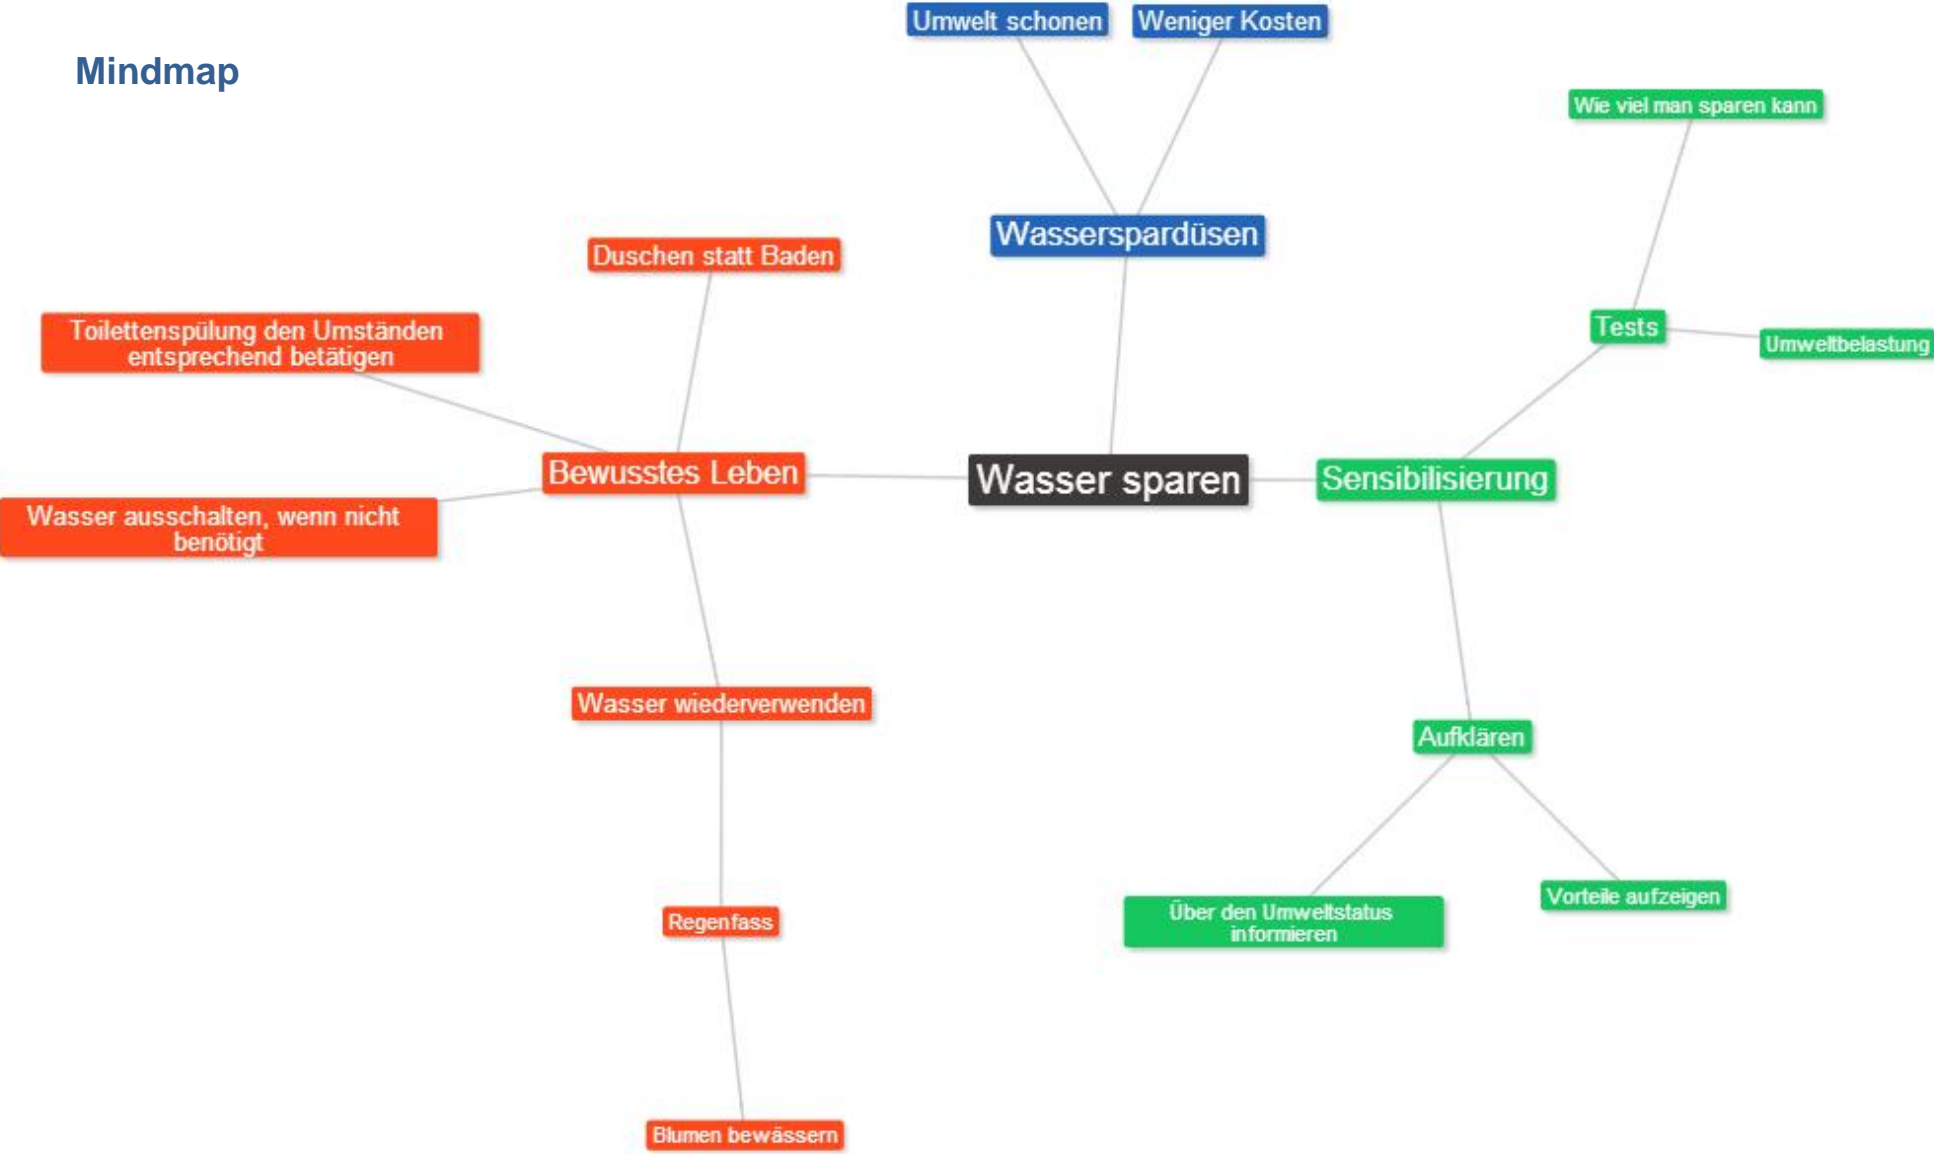 Umwelt schonen
Weniger Kosten
Mindmap
Wie viel man sparen kann
Wasserspardüsen
Duschen statt Baden
Toilettenspülung den Umständen
entsprechend betätigen
Tests
Umweltbelastung
Bewusstes Leben
Wasser sparen
Sensibilisierung
Wasser ausschalten, wenn nicht
benötigt
Wasser wiederverwenden
Aufklären
Regenfass
Über den Umweltstatus
informieren
Vorteile aufzeigen
Blumen bewässern